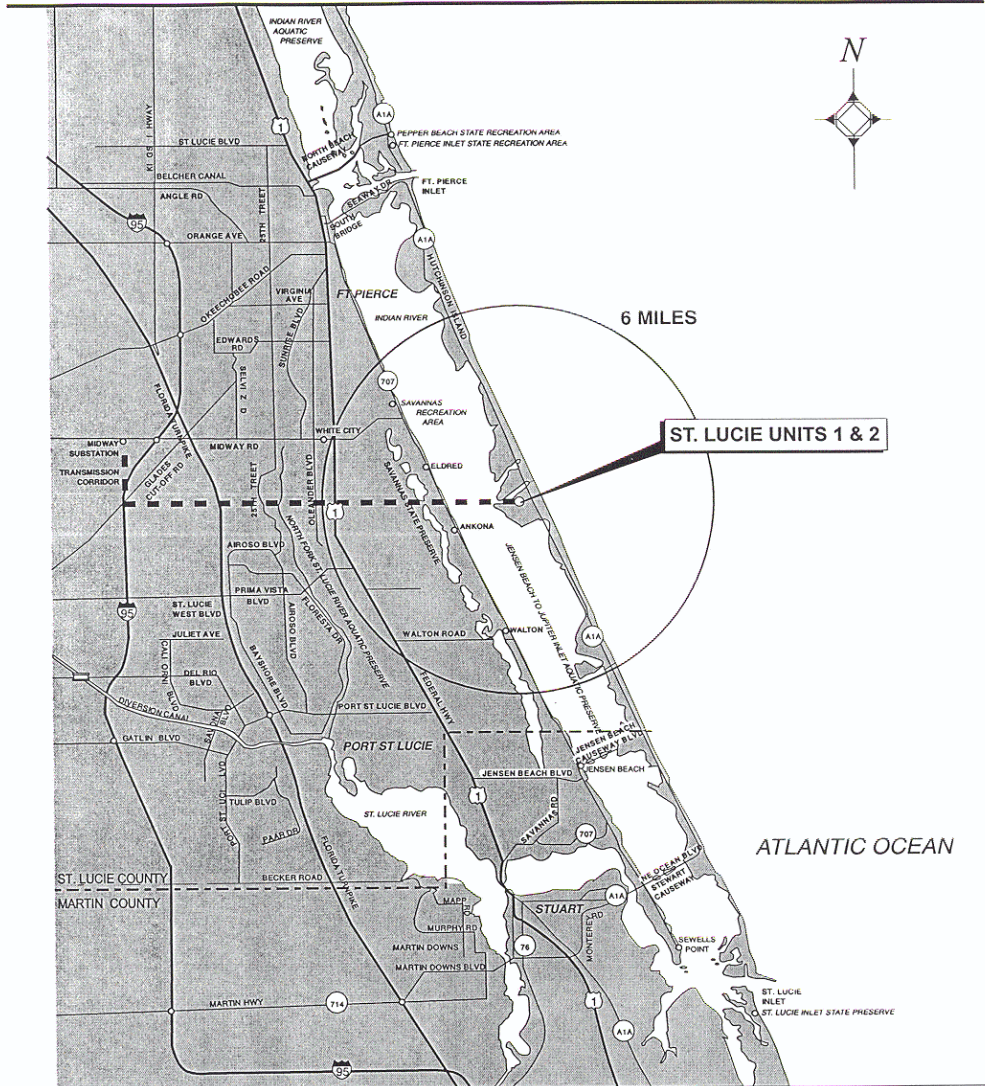 INDIAN RIVER
AQUATIC
PRESERVE
N
A1A
1
PEPPER BEACH STATE RECREATION AREA
FT. PIERCE INLET STATE RECREATION AREA
ST LUCIE BLVD
NORTH BEACH
CAUSEWAY
BELCHER CANAL
FT. PIERCE
INLET
SEAWAY DR
ANGLE RD
25TH TREET
SOUTH
BRIDGE
95
ORANGE AVE
A1A
HUTCHINSON ISLAND
OKEECHOBEE ROAD
VIRGINIA
AVE
FT PIERCE
INDIAN RIVER
6 MILES
EDWARDS
RD
SUNRISE BLVD
707
SAVANNAS
RECREATION
AREA
FLORIDA TURNPIKE
WHITE CITY
ST. LUCIE UNITS 1 & 2
MIDWAY
SUBSTATION
MIDWAY RD
TRANSMISSION
CORRIDOR
GLADES
CUT-OFF RD
25TH TREET
OLEANDER BLVD
ELDRED
SAVANNAS STATE PRESERVE
1
ANKONA
NORTH FORK ST. LUCIE RIVER AQUATIC PRESERVE
JENSEN BEACH TO JUPITER INLET AQUATIC PRESERVE
AIROSO BLVD
PRIMA VISTA
BLVD
95
ST. LUCIE
WEST BLVD
AIROSO BLVD
FLORESTA DR
JULIET AVE
WALTON ROAD
WALTON
A1A
BAYSHORE BLVD
DEL RIO
BLVD
FEDERAL HWY
DIVERSION CANAL
PORT ST LUCIE BLVD
GATLIN BLVD
PORT ST LUCIE
JENSEN BEACH
CAUSEWAY BLVD
JENSEN BEACH BLVD
JENSEN BEACH
1
TULIP BLVD
ST. LUCIE RIVER
SAVANNAS RD
707
PAAR DR
FLORIDA TURNPIKE
ATLANTIC OCEAN
ST. LUCIE COUNTY
BECKER ROAD
NE OCEAN BLVD
STEWART
CAUSEWAY
MARTIN COUNTY
A1A
MAPP
RD
STUART
MURPHY RD
MONTEREY RD
MARTIN DOWNS
76
SEWELLS
POINT
MARTIN DOWNS BLVD
ST. LUCIE
INLET
MARTIN HWY
714
1
ST. LUCIE INLET STATE PRESERVE
A1A
95